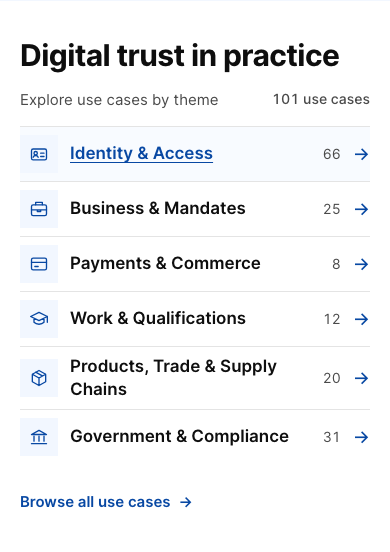 Digital trust in practice
Explore use cases by theme 101 use cases
Identity & Access 66
Business & Mandates 25
Payments & Commerce 8
Work & Qualifications 12
Products, Trade & Supply
Chains 20
Government & Compliance 31
Browse all use cases